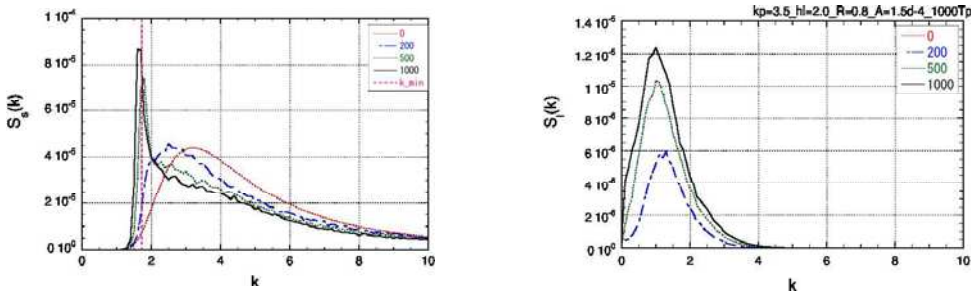 kp=3.5_hl=2.0_R=0.8_A=1.5d-4_1000Tp
1 10⁻⁴
8 10⁻⁵
6 10⁻⁵
4 10⁻⁵
2 10⁻⁵
0 10⁰
Sₛ(k)
0
200
500
1000
k_min
0 2 4 6 8 10
k
1.4 10⁻⁵
1.2 10⁻⁵
1 10⁻⁵
8 10⁻⁶
6 10⁻⁶
4 10⁻⁶
2 10⁻⁶
0 10⁰
Sₗ(k)
0
200
500
1000
0 2 4 6 8 10
k